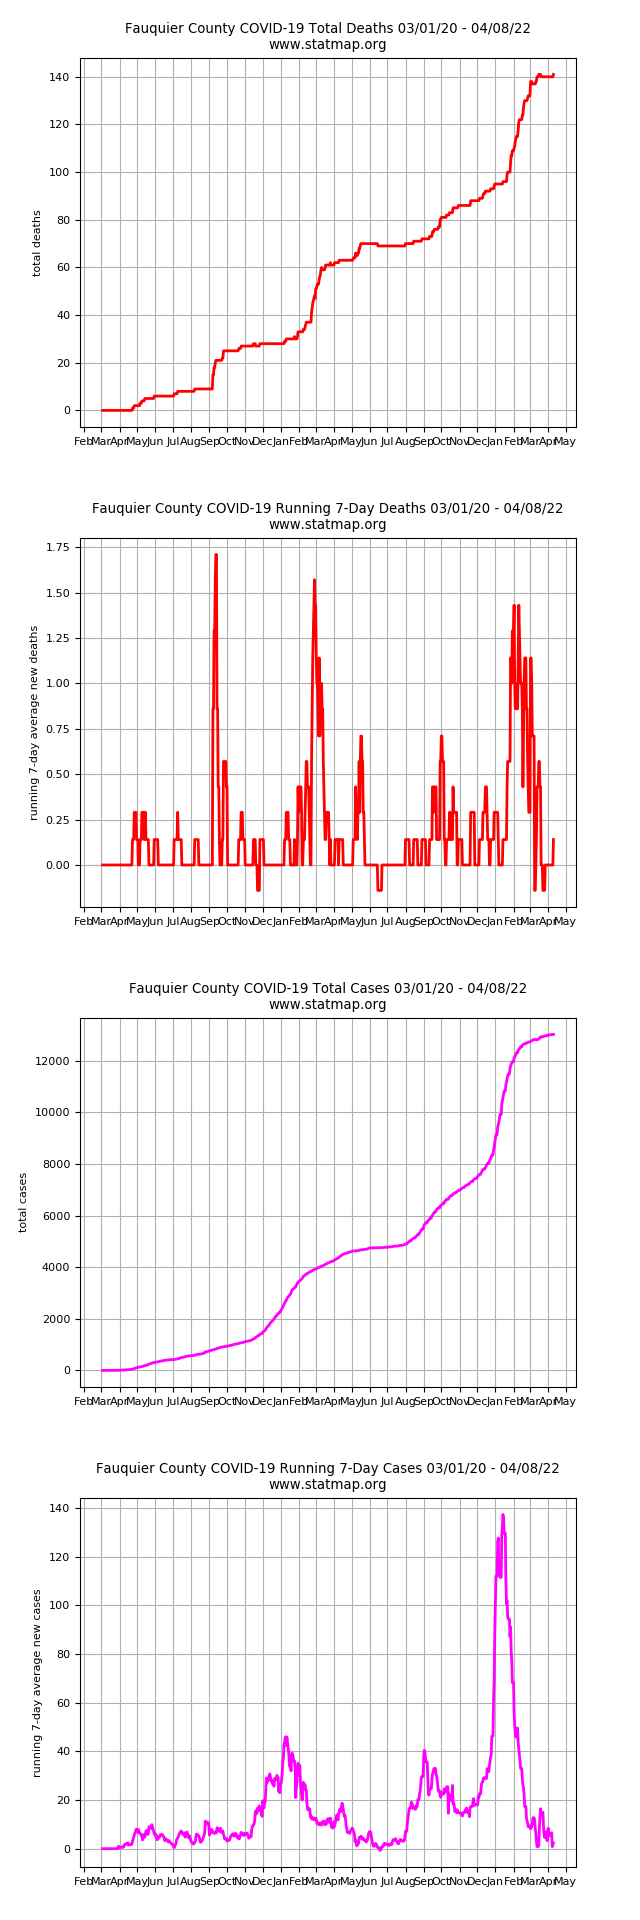 Fauquier County COVID-19 Total Deaths 03/01/20 - 04/08/22
www.statmap.org
140
120
100
80
60
40
20
0
total deaths
Feb Mar Apr May Jun Jul Aug Sep Oct Nov Dec Jan Feb Mar Apr May Jun Jul Aug Sep Oct Nov Dec Jan Feb Mar Apr May
Fauquier County COVID-19 Running 7-Day Deaths 03/01/20 - 04/08/22
www.statmap.org
1.75
1.50
1.25
1.00
0.75
0.50
0.25
0.00
running 7-day average new deaths
Feb Mar Apr May Jun Jul Aug Sep Oct Nov Dec Jan Feb Mar Apr May Jun Jul Aug Sep Oct Nov Dec Jan Feb Mar Apr May
Fauquier County COVID-19 Total Cases 03/01/20 - 04/08/22
www.statmap.org
12000
10000
8000
6000
4000
2000
0
total cases
Feb Mar Apr May Jun Jul Aug Sep Oct Nov Dec Jan Feb Mar Apr May Jun Jul Aug Sep Oct Nov Dec Jan Feb Mar Apr May
Fauquier County COVID-19 Running 7-Day Cases 03/01/20 - 04/08/22
www.statmap.org
140
120
100
80
60
40
20
0
running 7-day average new cases
Feb Mar Apr May Jun Jul Aug Sep Oct Nov Dec Jan Feb Mar Apr May Jun Jul Aug Sep Oct Nov Dec Jan Feb Mar Apr May